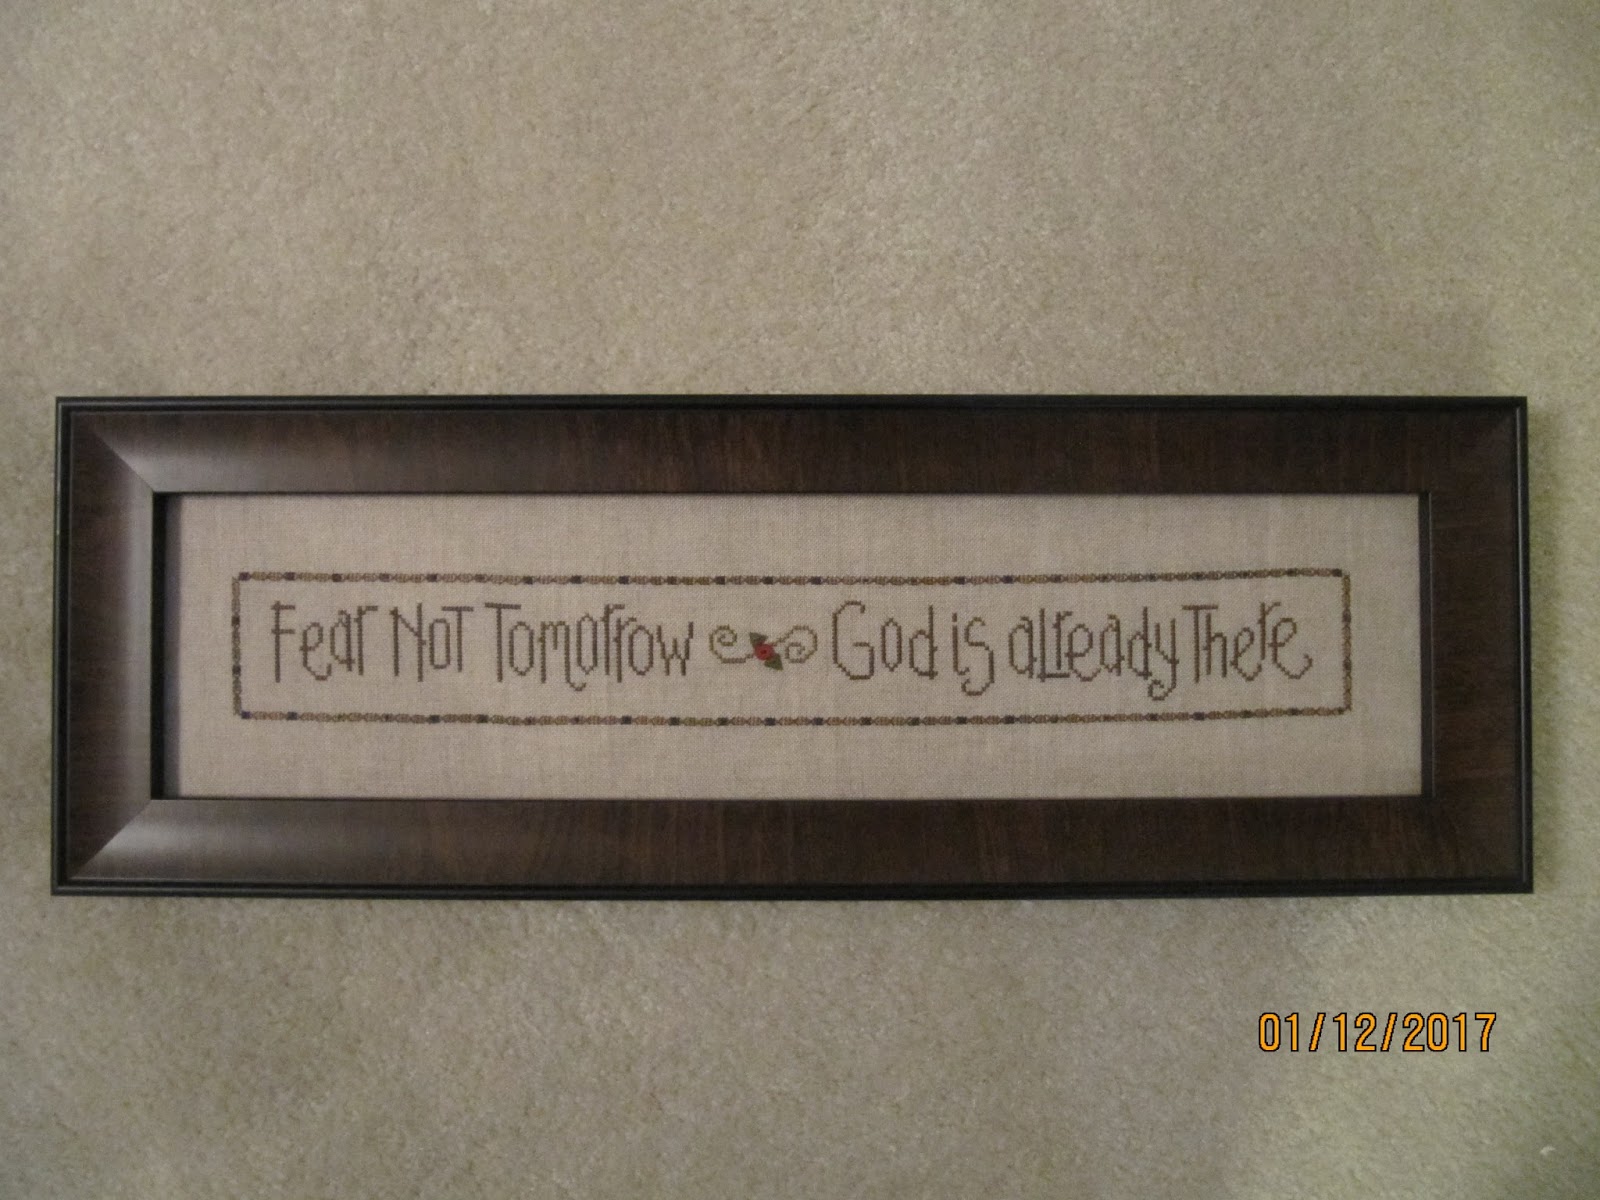 Fear Not Tomorrow God is already There
01/12/2017